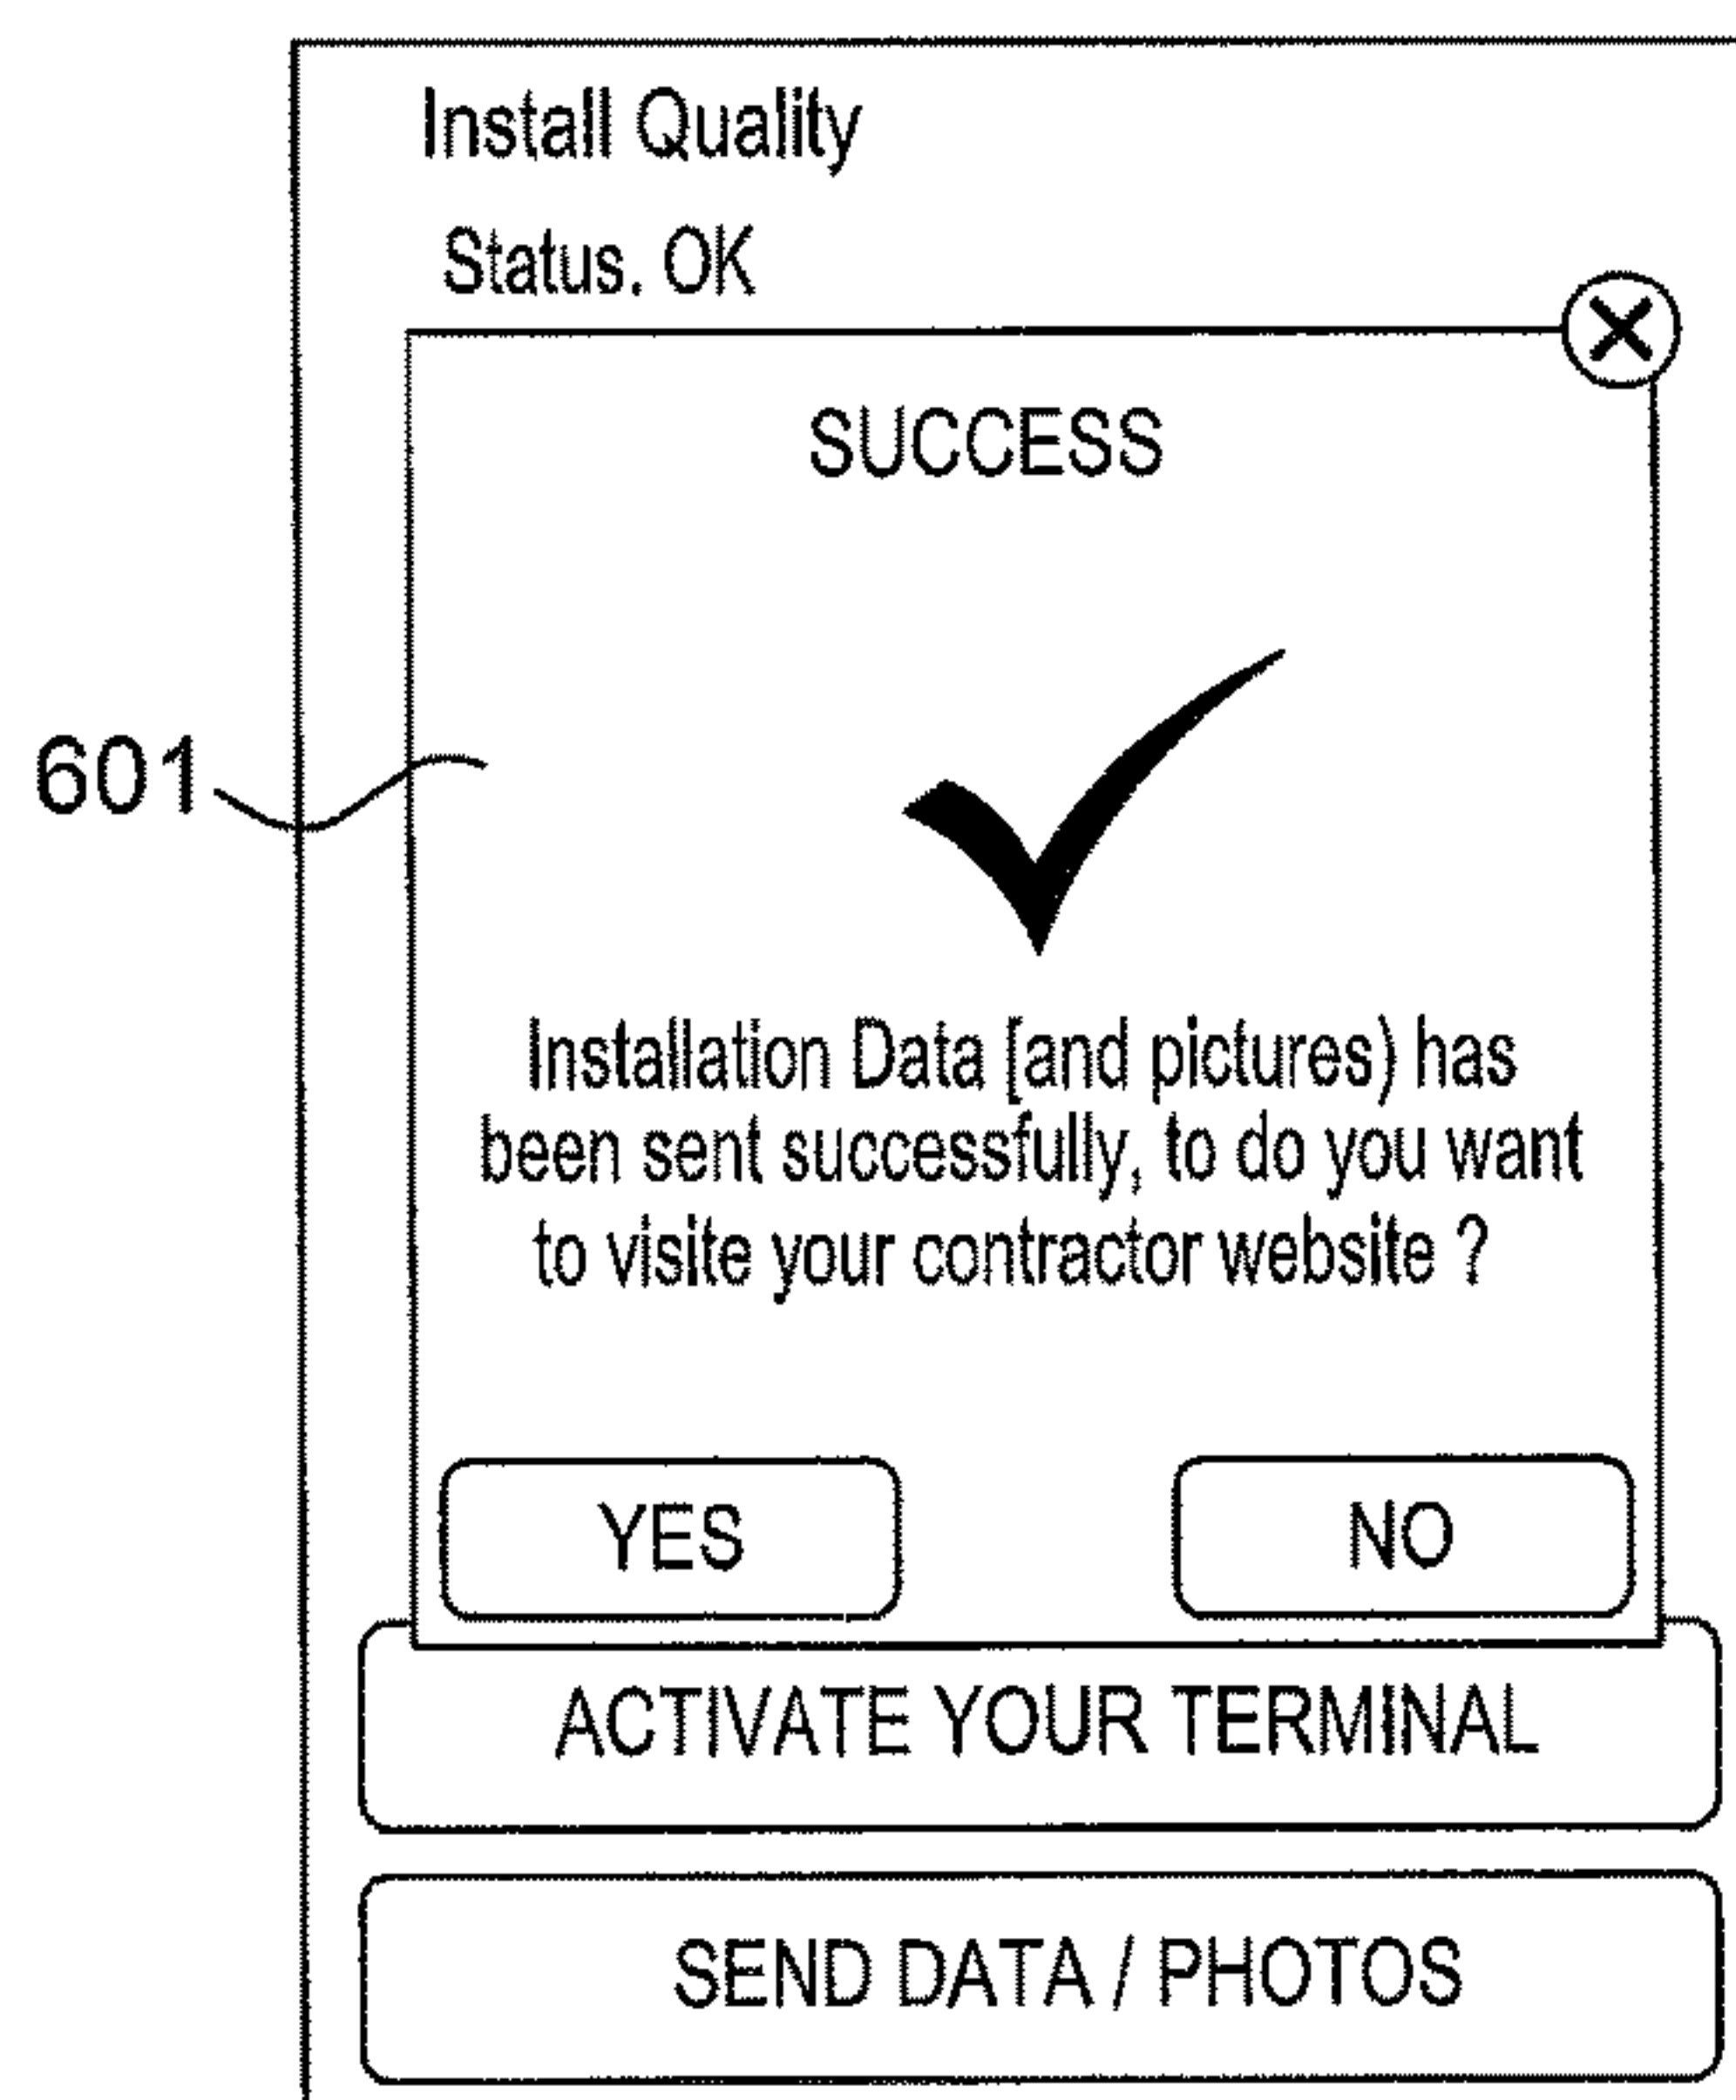 Install Quality
Status. OK
SUCCESS
601
Installation Data [and pictures) has
been sent successfully, to do you want
to visite your contractor website ?
YES NO
ACTIVATE YOUR TERMINAL
SEND DATA / PHOTOS